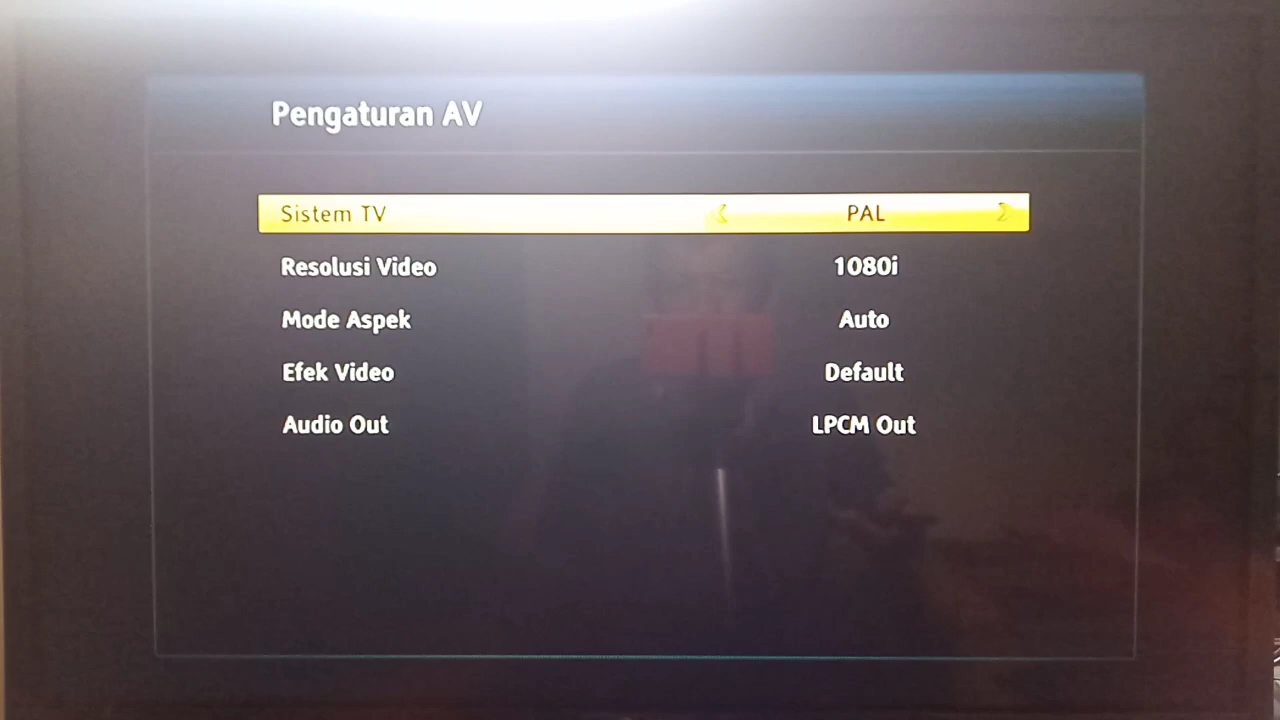 Pengaturan AV
Sistem TV PAL
Resolusi Video 1080i
Mode Aspek Auto
Efek Video Default
Audio Out LPCM Out